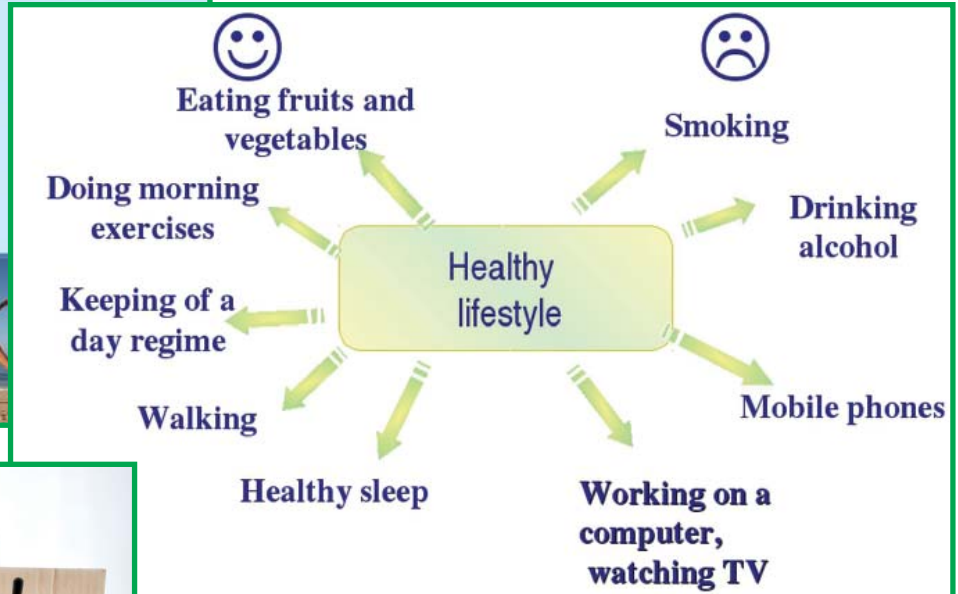 Eating fruits and
vegetables
Smoking
Doing morning
exercises
Drinking
alcohol
Healthy
lifestyle
Keeping of a
day regime
Walking
Mobile phones
Healthy sleep
Working on a
computer,
watching TV